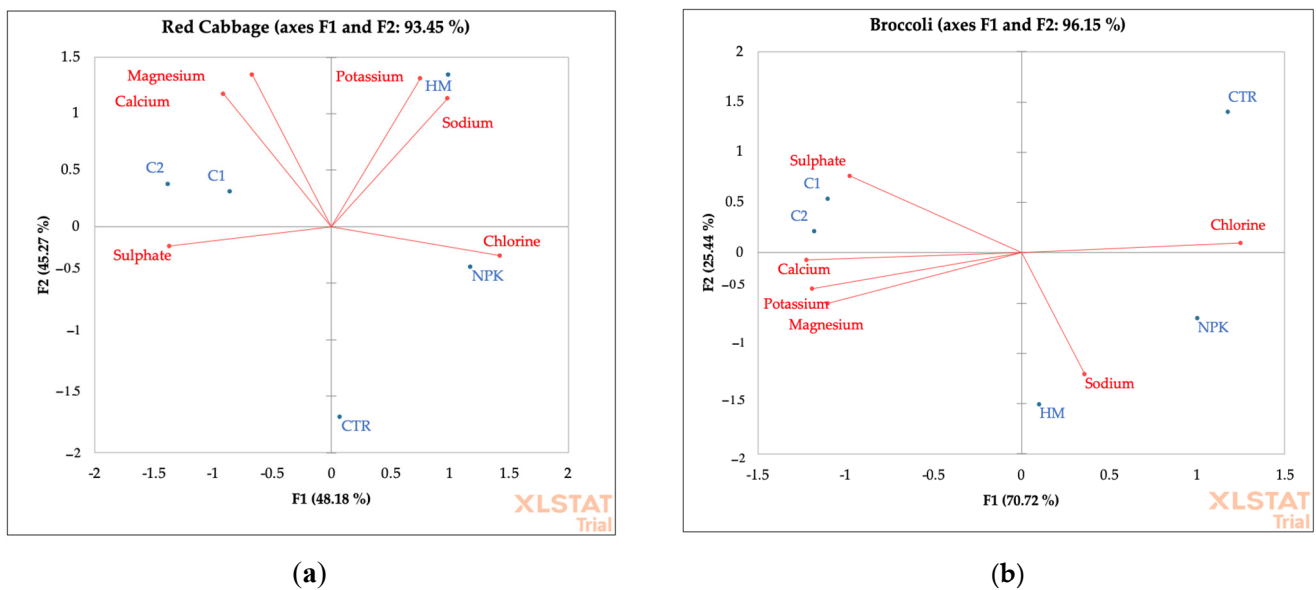 Red Cabbage (axes F1 and F2: 93.45 %)
1.5
1
0.5
0
−0.5
−1
−1.5
−2
F2 (45.27 %)
Magnesium
Calcium
Potassium
HM
Sodium
C2
C1
Sulphate
Chlorine
NPK
CTR
-2
-1.5
-1
-0.5
0
0.5
1
1.5
2
F1 (48.18 %)
XLSTAT
Trial
(a)
Broccoli (axes F1 and F2: 96.15 %)
2
1.5
1
0.5
0
−0.5
−1
−1.5
−2
F2 (25.44 %)
CTR
Sulphate
C1
C2
Chlorine
Calcium
Potassium
Magnesium
NPK
Sodium
HM
-1.5
-1
-0.5
0
0.5
1
1.5
F1 (70.72 %)
XLSTAT
Trial
(b)